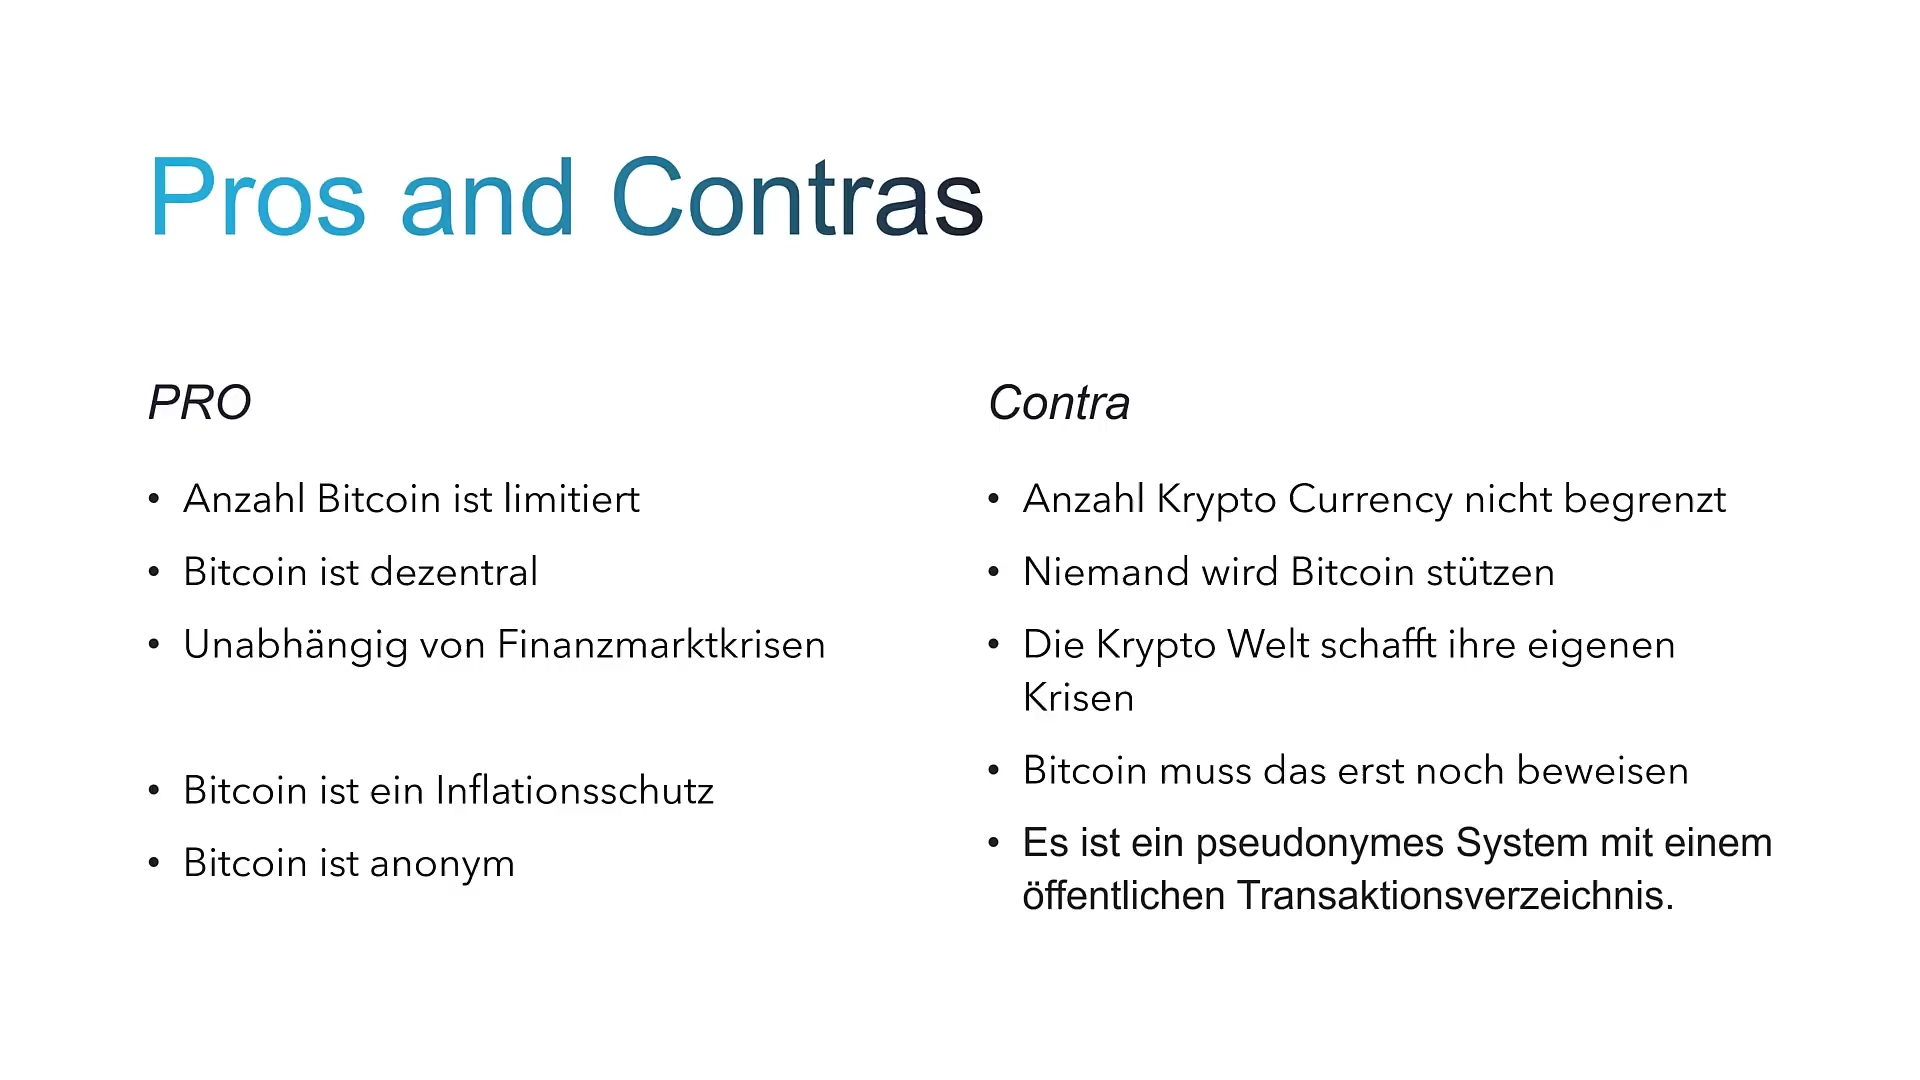 Pros and Contras
PRO
• Anzahl Bitcoin ist limitiert
• Bitcoin ist dezentral
• Unabhängig von Finanzmarktkrisen
• Bitcoin ist ein Inflationsschutz
• Bitcoin ist anonym
Contra
• Anzahl Krypto Currency nicht begrenzt
• Niemand wird Bitcoin stützen
• Die Krypto Welt schafft ihre eigenen
Krisen
• Bitcoin muss das erst noch beweisen
• Es ist ein pseudonymes System mit einem
öffentlichen Transaktionsverzeichnis.